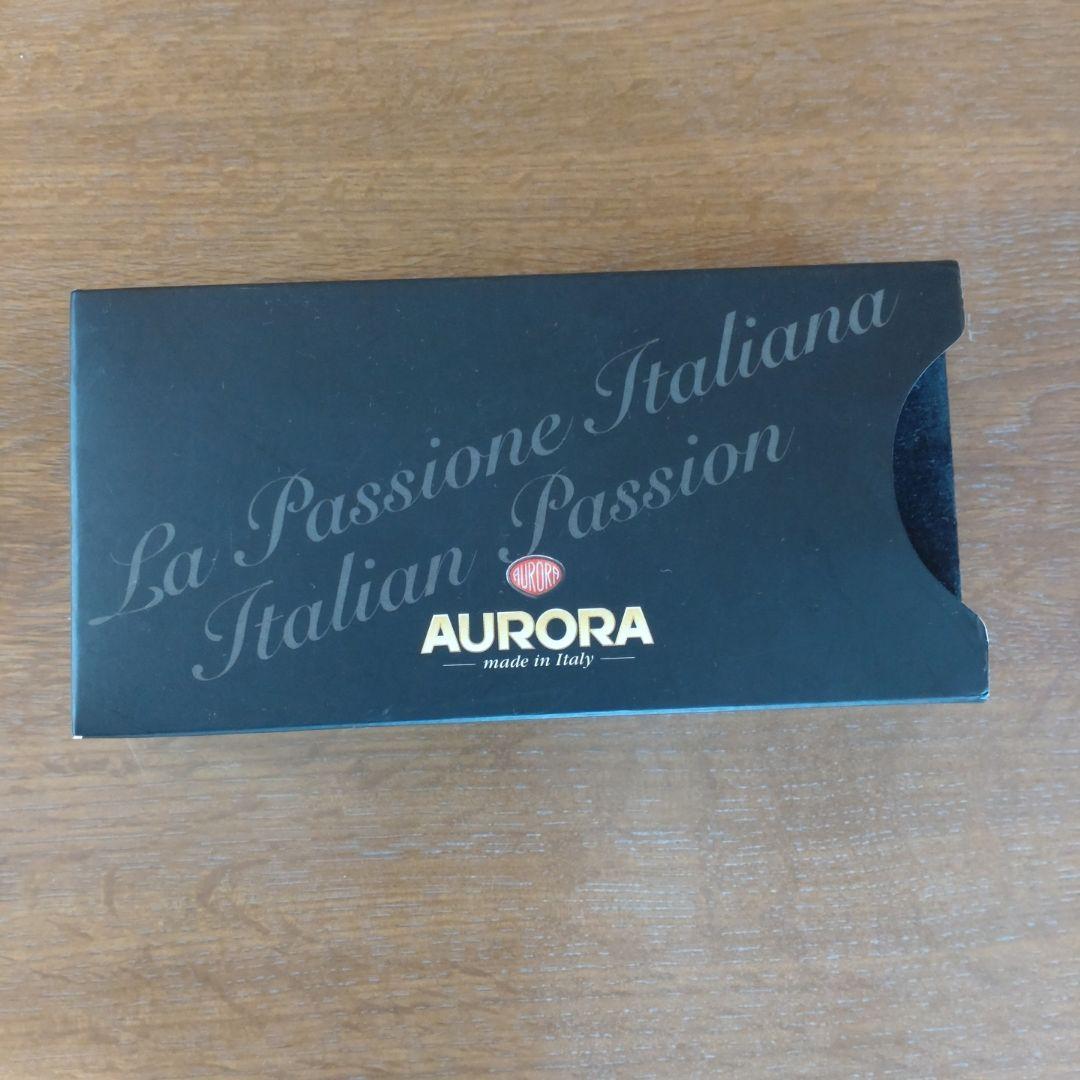 La Passione Italiana
Italian Passion
AURORA
AURORA
made in Italy